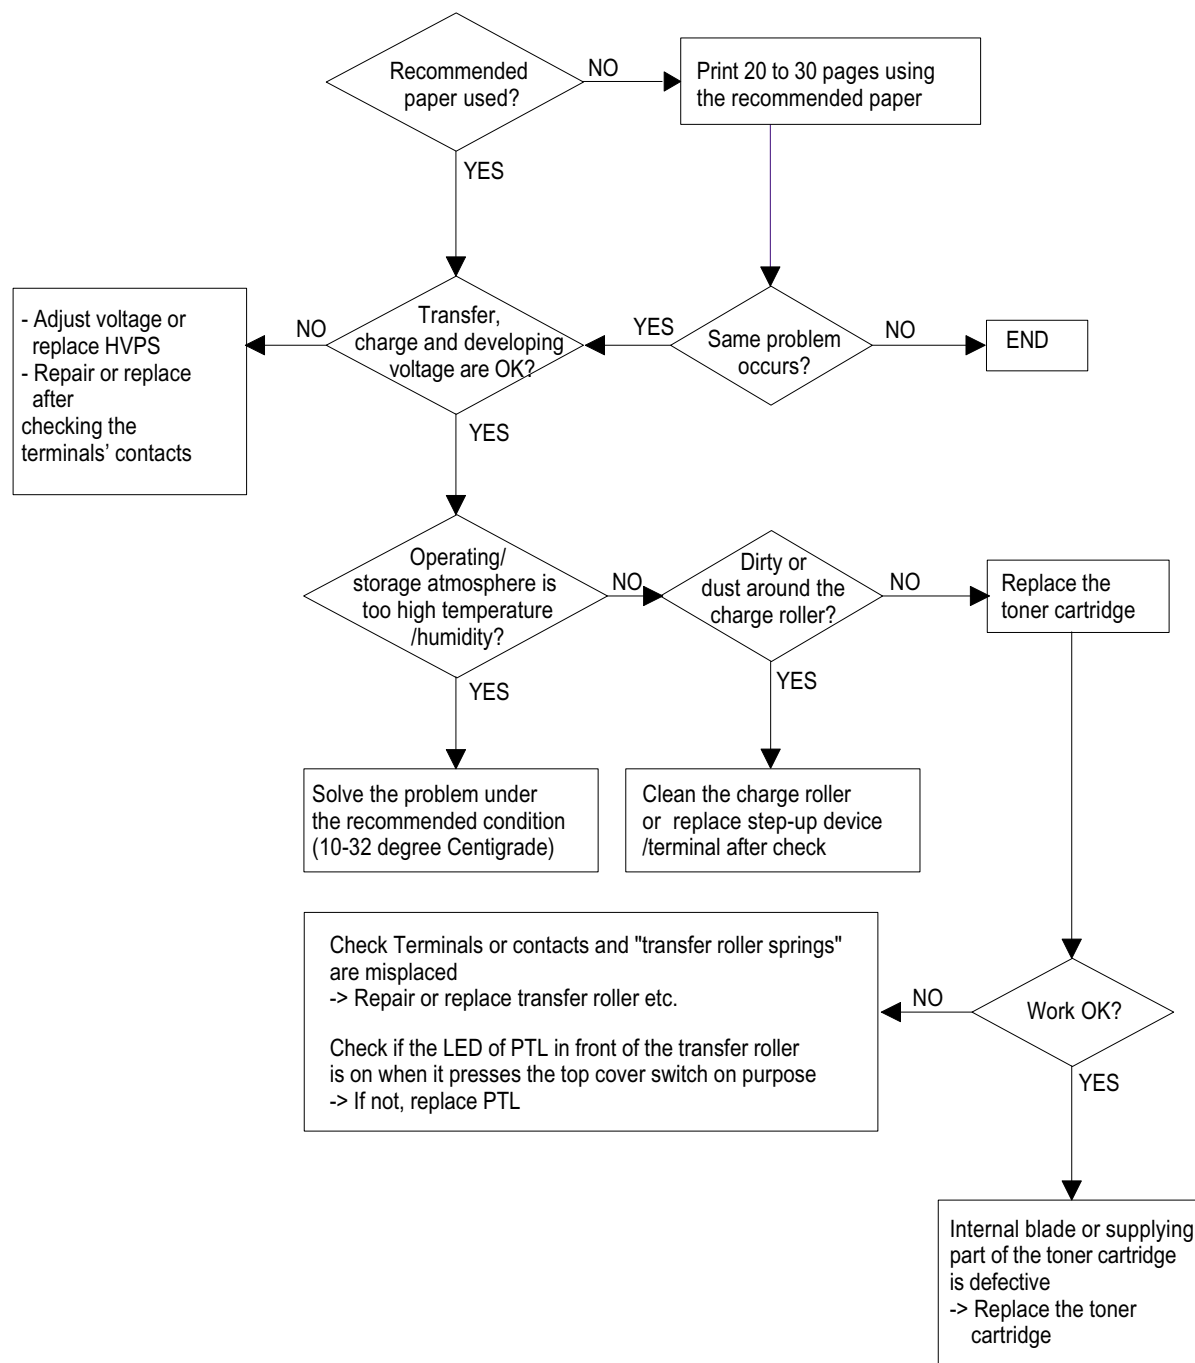 Recommended
paper used?
NO
Print 20 to 30 pages using
the recommended paper
YES
- Adjust voltage or
replace HVPS
- Repair or replace
after
checking the
terminals’ contacts
NO
Transfer,
charge and developing
voltage are OK?
YES
Same problem
occurs?
NO
END
YES
Operating/
storage atmosphere is
too high temperature
/humidity?
NO
Dirty or
dust around the
charge roller?
NO
Replace the
toner cartridge
YES
YES
Solve the problem under
the recommended condition
(10-32 degree Centigrade)
Clean the charge roller
or replace step-up device
/terminal after check
Check Terminals or contacts and "transfer roller springs"
are misplaced
-> Repair or replace transfer roller etc.
Check if the LED of PTL in front of the transfer roller
is on when it presses the top cover switch on purpose
-> If not, replace PTL
NO
Work OK?
YES
Internal blade or supplying
part of the toner cartridge
is defective
-> Replace the toner
cartridge